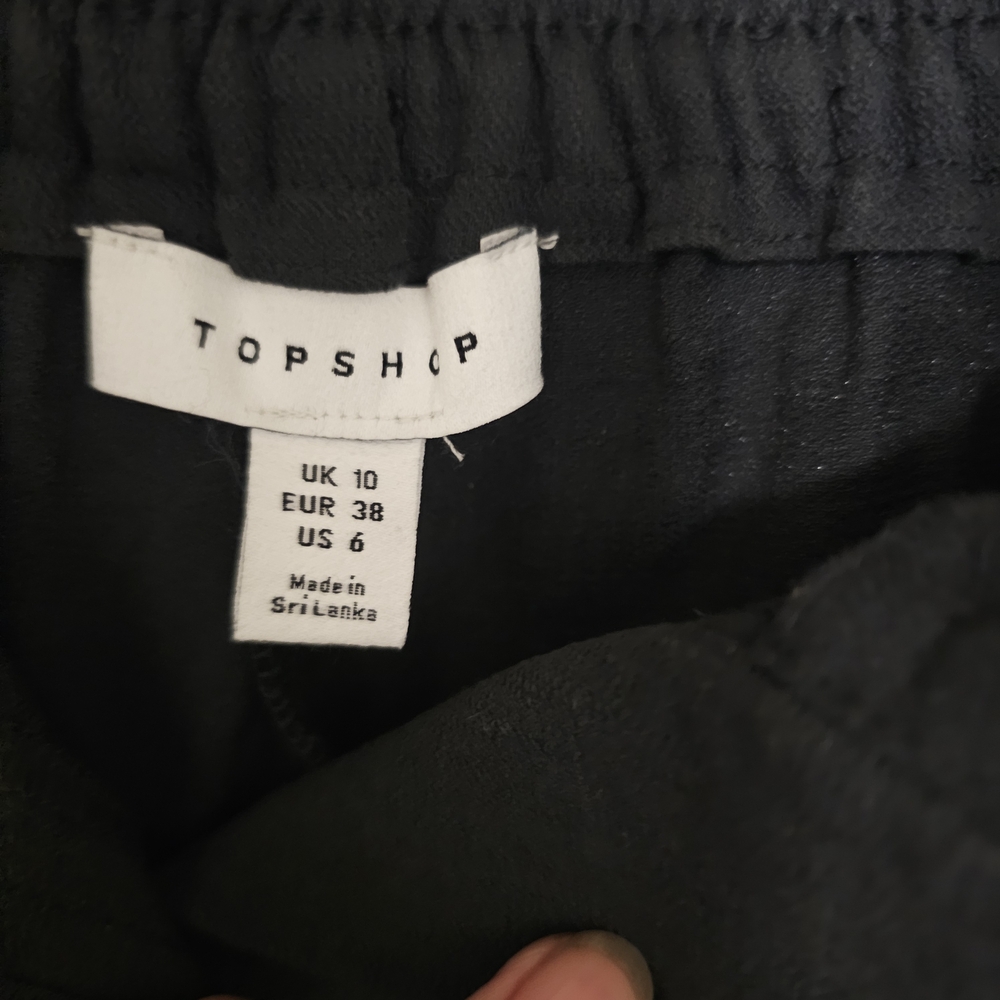 TOPSHOP
UK 10
EUR 38
US 6
Made in
Sri Lanka